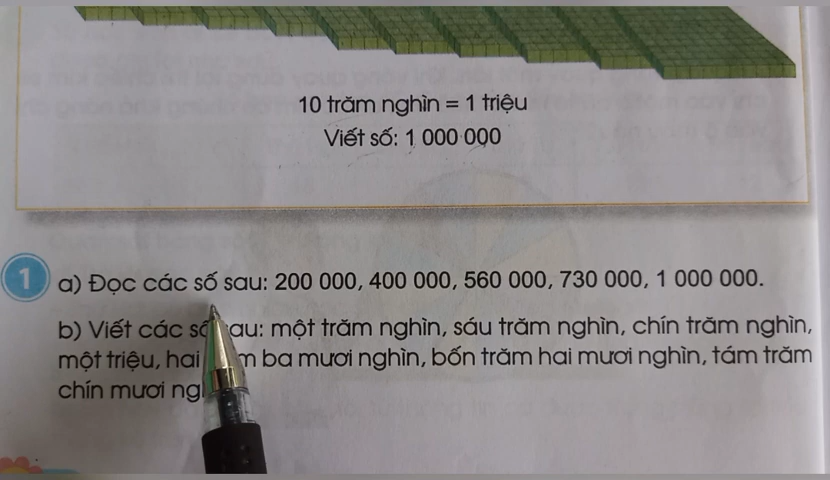 10 trăm nghìn = 1 triệu
Viết số: 1 000 000
1 a) Đọc các số sau: 200 000, 400 000, 560 000, 730 000, 1 000 000.
b) Viết các sau: một trăm nghìn, sáu trăm nghìn, chín trăm nghìn,
một triệu, hai ba mươi nghìn, bốn trăm hai mươi nghìn, tám trăm
chín mươi